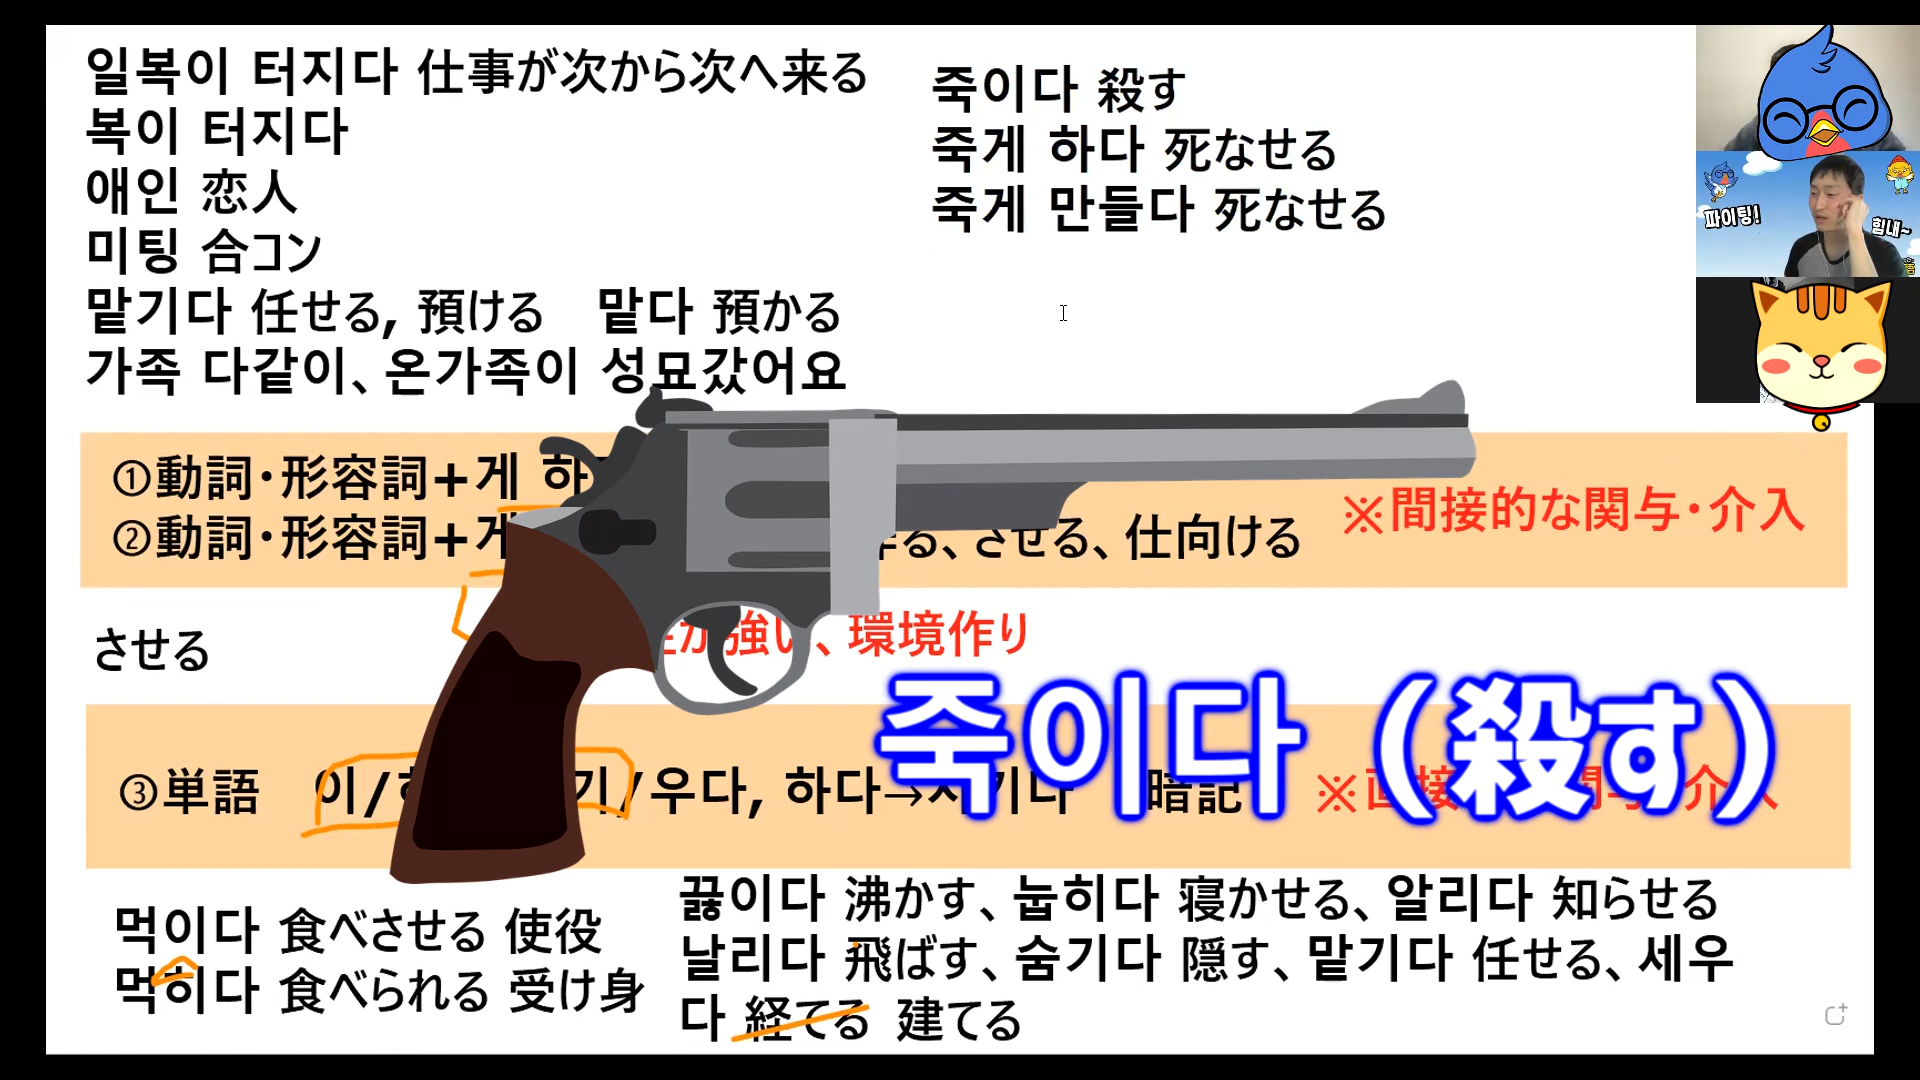 일복이 터지다 仕事が次から次へ来る
복이 터지다
애인 恋人
미팅 合コン
맡기다 任せる, 預ける 맡다 預かる
가족 다같이、온가족이 성묘갔어요
죽이다 殺す
죽게 하다 死なせる
죽게 만들다 死なせる
파이팅!
힘내~
①動詞・形容詞+게 하
②動詞・形容詞+게 る、させる、仕向ける
※間接的な関与・介入
させる
が強い、環境作り
죽이다（殺す）
③単語 이/ 기/우다, 하다→시키다 暗記
※直接 関与・介入
먹이다 食べさせる 使役
먹히다 食べられる 受け身
끓이다 沸かす、눕히다 寝かせる、알리다 知らせる
날리다 飛ばす、숨기다 隠す、맡기다 任せる、세우
다 経てる 建てる